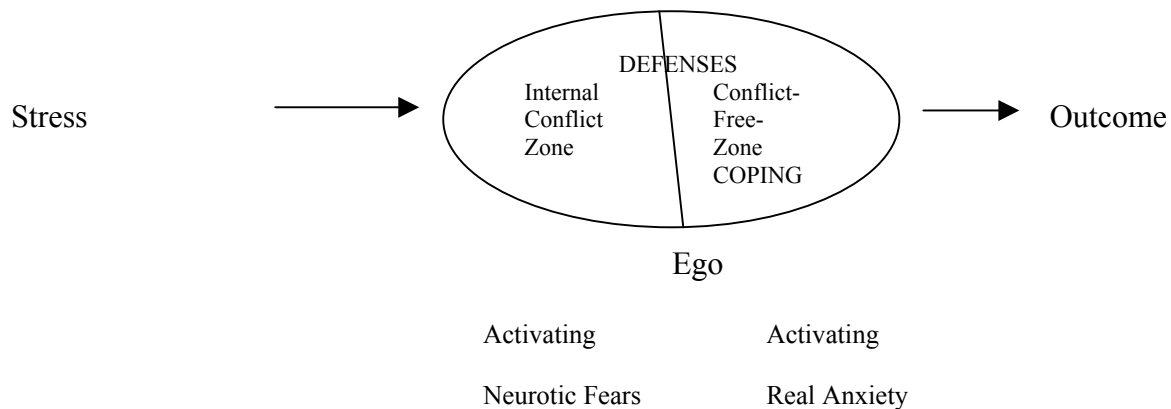 Stress
DEFENSES
Internal
Conflict
Zone
Conflict-
Free-
Zone
COPING
Outcome
Ego
Activating
Neurotic Fears
Activating
Real Anxiety